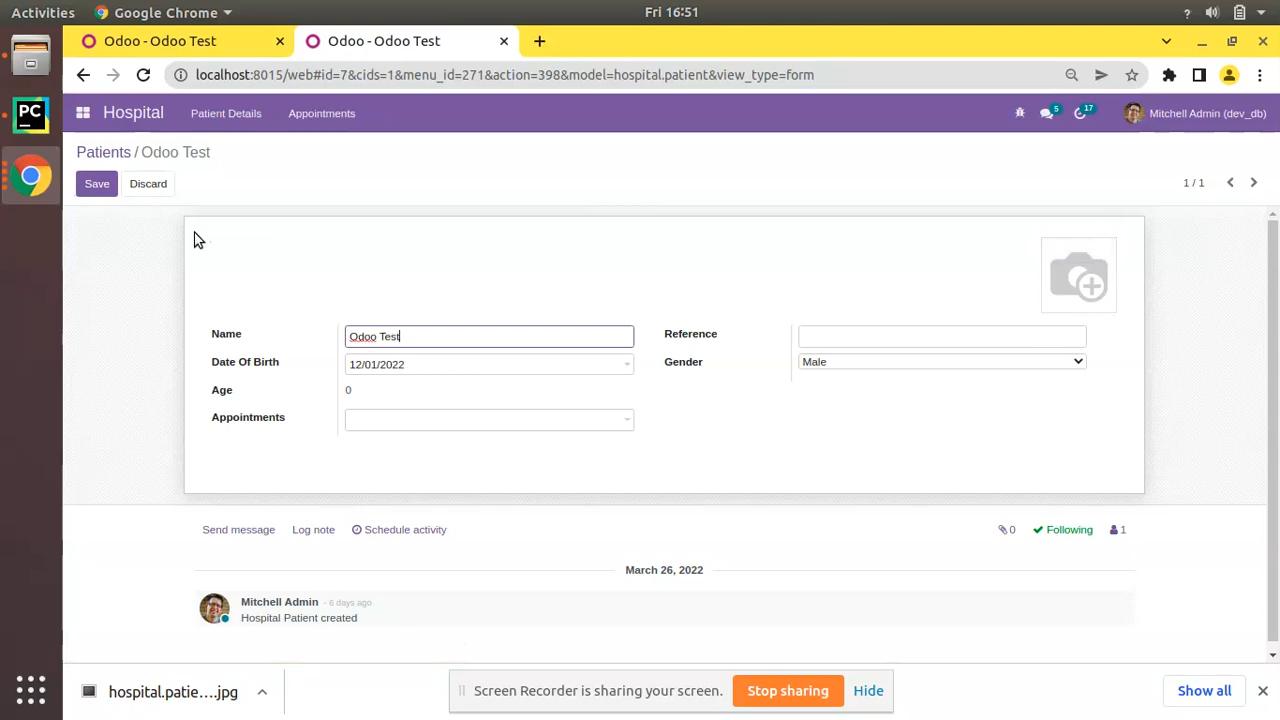 Activities Google Chrome Fri 16:51 ?
Odoo - Odoo Test Odoo - Odoo Test
localhost:8015/web#id=7&cids=1&menu_id=271&action=398&model=hospital.patient&view_type=form
Hospital Patient Details Appointments 5 17 Mitchell Admin (dev_db)
Patients / Odoo Test
Save Discard 1 / 1
Name Odoo Test Reference
Date Of Birth 12/01/2022 Gender Male
Age 0
Appointments
Send message Log note Schedule activity 0 Following 1
March 26, 2022
Mitchell Admin - 6 days ago
Hospital Patient created
hospital.patie....jpg Screen Recorder is sharing your screen. Stop sharing Hide Show all
PC